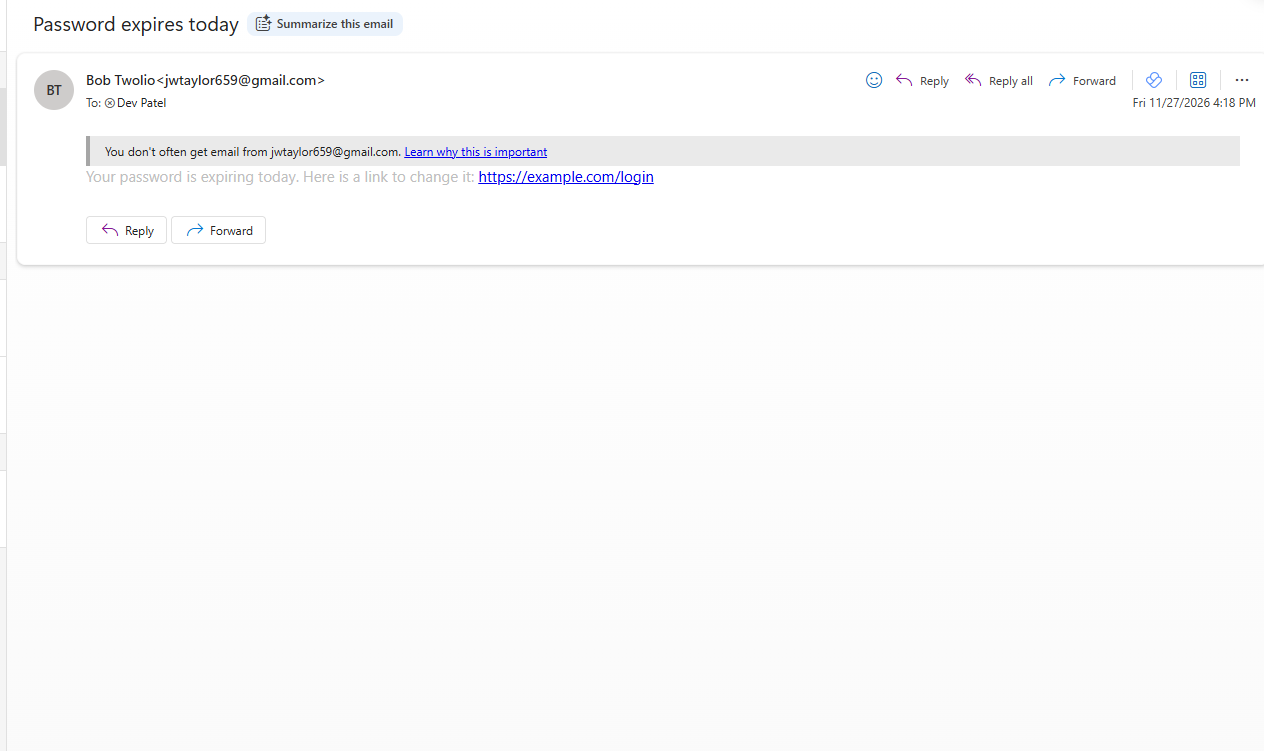 Password expires today Summarize this email
BT
Bob Twolio<jwtaylor659@gmail.com>
Reply Reply all Forward
To: Dev Patel
Fri 11/27/2026 4:18 PM
You don't often get email from jwtaylor659@gmail.com. Learn why this is important
Your password is expiring today. Here is a link to change it: https://example.com/login
Reply Forward